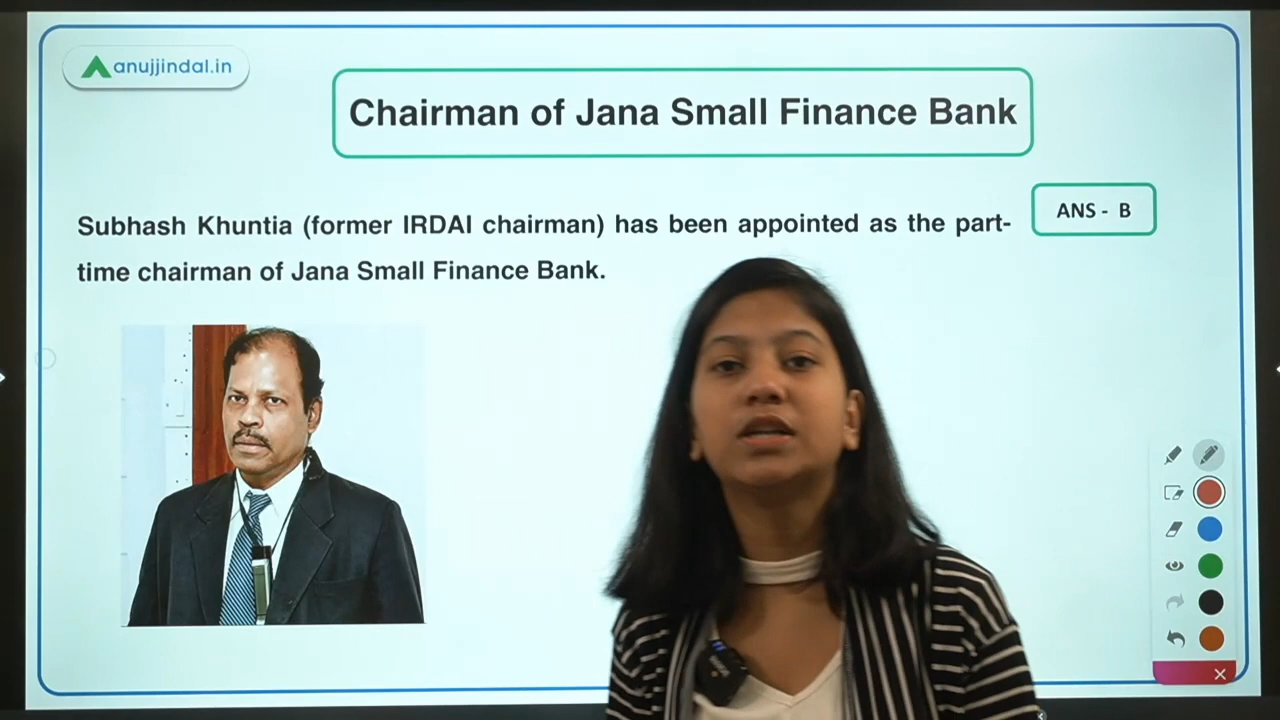 anujjindal.in
Chairman of Jana Small Finance Bank
Subhash Khuntia (former IRDAI chairman) has been appointed as the part-
time chairman of Jana Small Finance Bank.
ANS - B